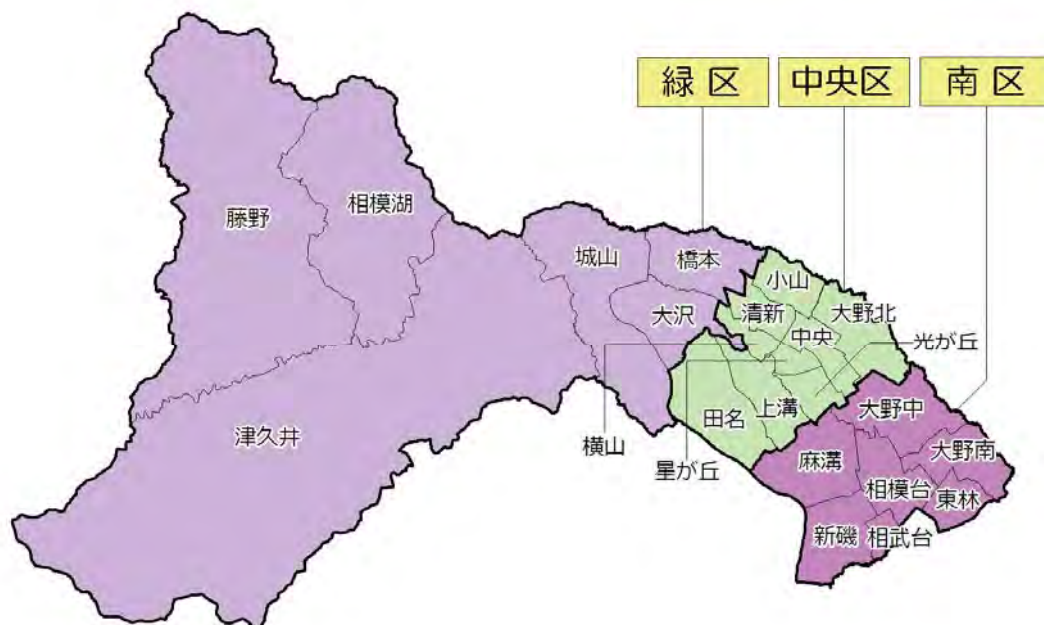 緑区
中央区
南区
藤野
相模湖
城山
橋本
小山
大沢
清新
大野北
中央
光が丘
津久井
横山
星が丘
田名
上溝
大野中
麻溝
大野南
相模台
東林
新磯
相武台